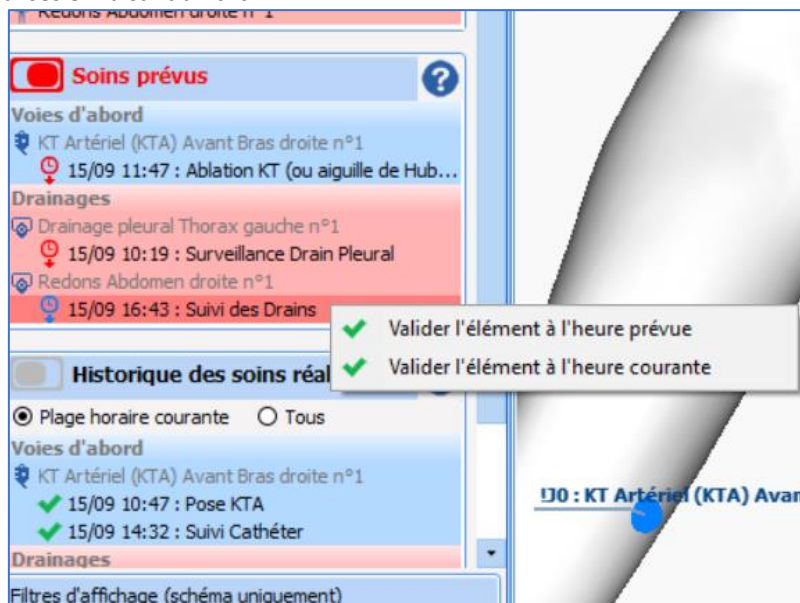 Redons Abdomen droite n°1
Soins prévus
?
Voies d'abord
KT Artériel (KTA) Avant Bras droite n°1
15/09 11:47 : Ablation KT (ou aiguille de Hub...
Drainages
Drainage pleural Thorax gauche n°1
15/09 10:19 : Surveillance Drain Pleural
Redons Abdomen droite n°1
15/09 16:43 : Suivi des Drains
Valider l'élément à l'heure prévue
Valider l'élément à l'heure courante
Historique des soins réal
Plage horaire courante Tous
Voies d'abord
KT Artériel (KTA) Avant Bras droite n°1
15/09 10:47 : Pose KTA
15/09 14:32 : Suivi Cathéter
J0 : KT Artériel (KTA) Avan
Drainages
Filtres d'affichage (schéma uniquement)